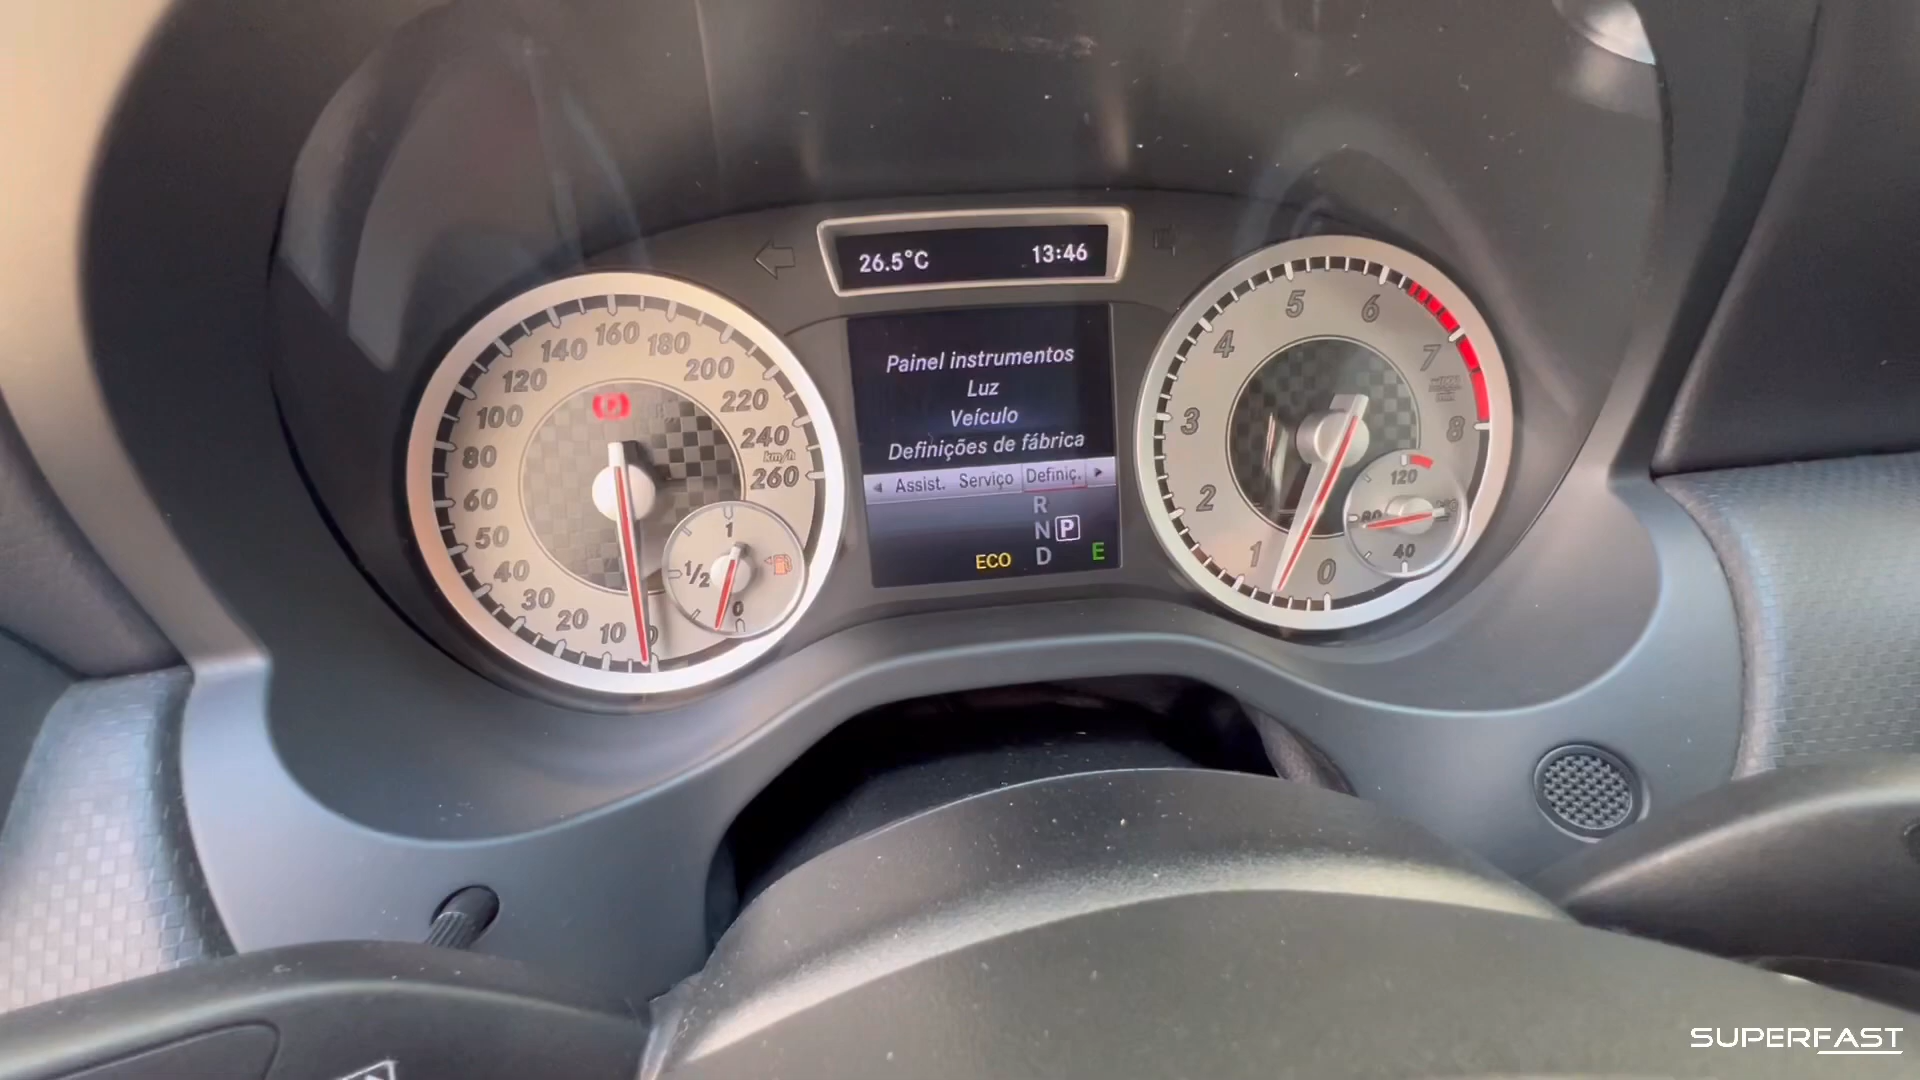 26.5°C 13:46
Painel instrumentos
Luz
Veículo
Definições de fábrica
Assist. Serviço Definiç.
R
N P
D
ECO E
0 10 20 30 40 50 60 80 100 120 140 160 180 200 220 240 260
km/h
1
1/2
0
0 1 2 3 4 5 6 7 8
120
80
40
SUPERFAST